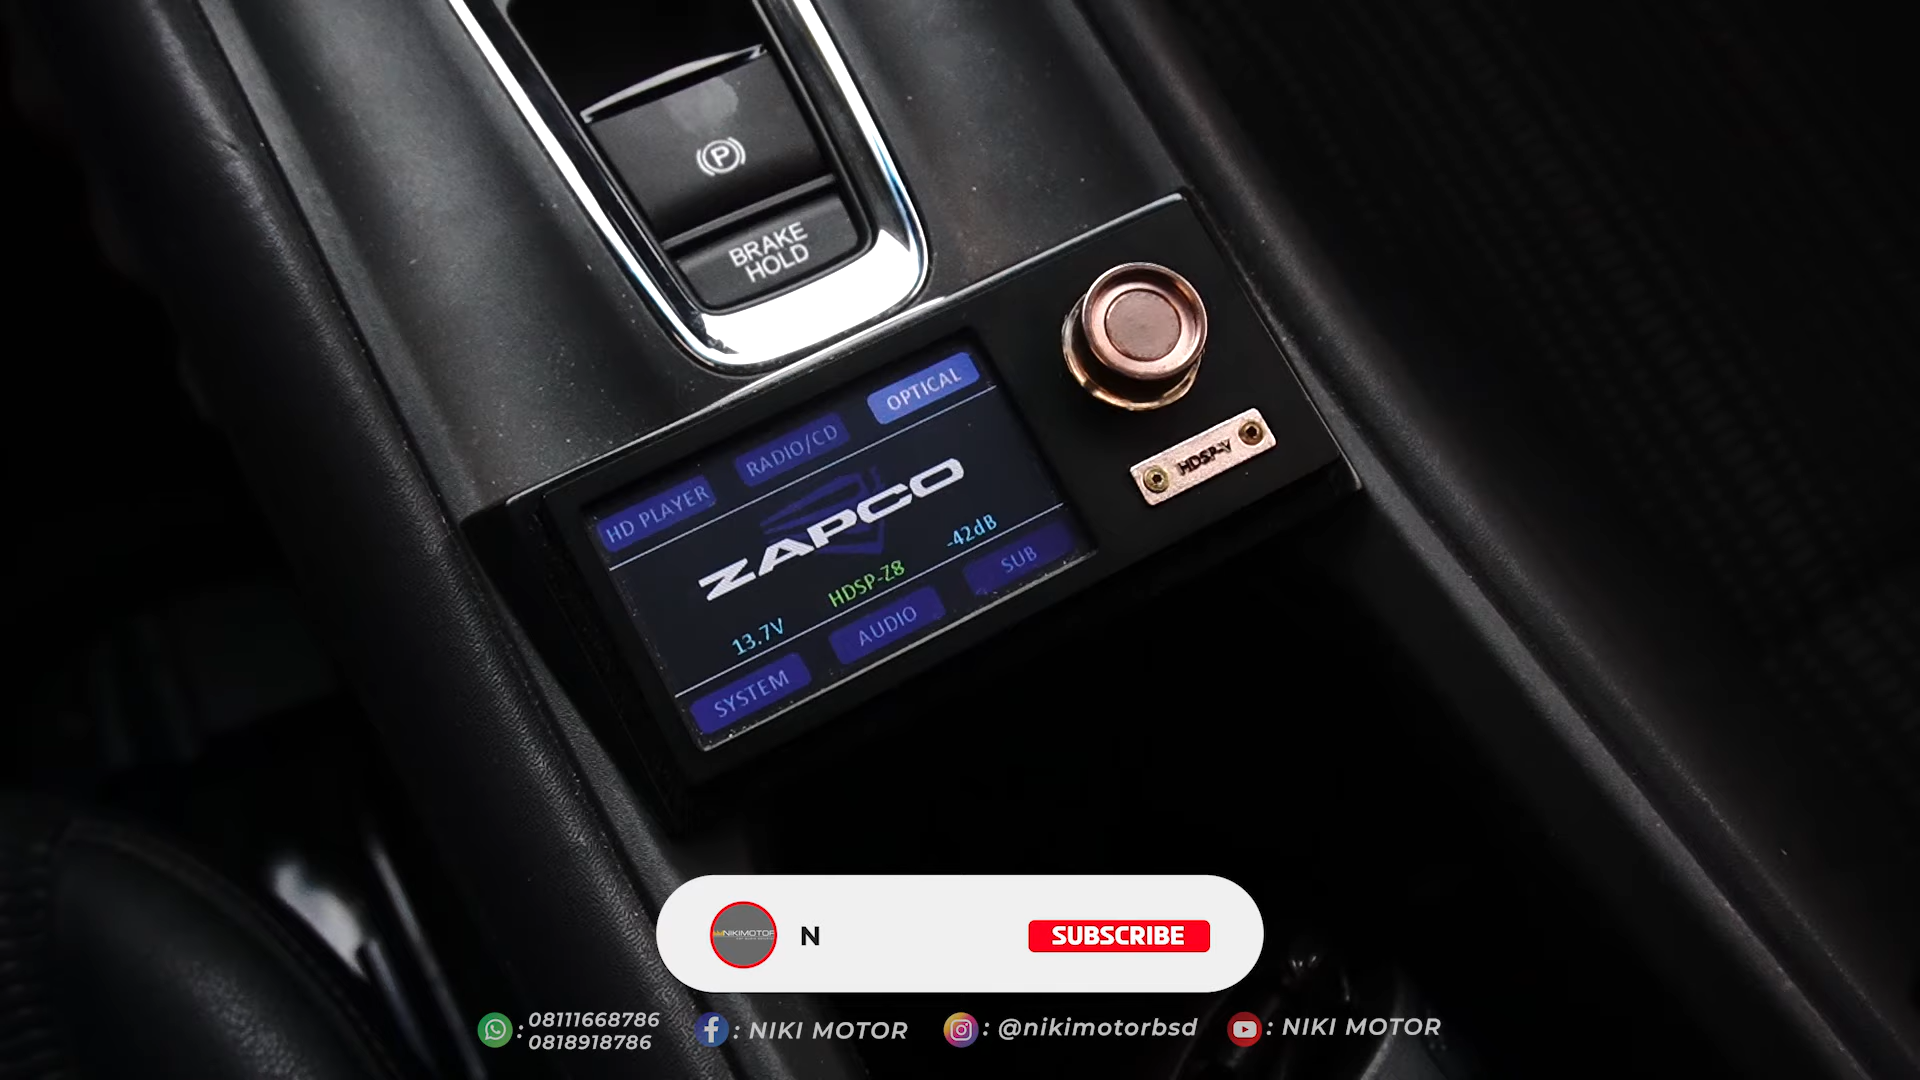 BRAKE
HOLD
HD PLAYER
RADIO/CD
OPTICAL
ZAPCO
13.7V
HDSP-Z8
-42dB
SYSTEM
AUDIO
SUB
HDSP-V
NIKIMOTOR
N
SUBSCRIBE
: 08111668786
0818918786
: NIKI MOTOR
: @nikimotorbsd
: NIKI MOTOR